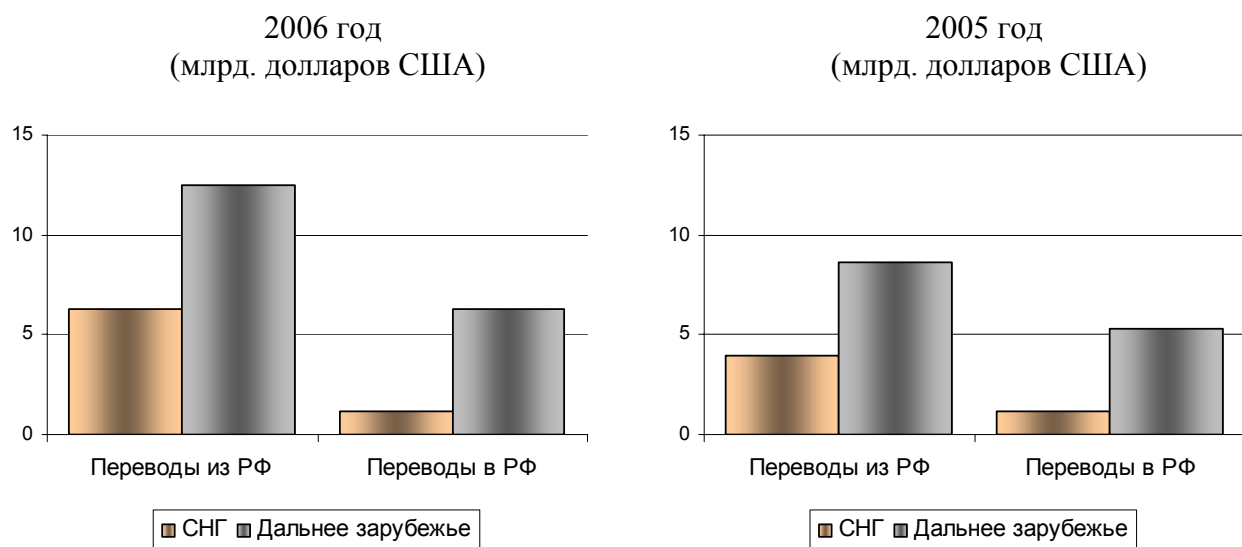 2006 год
(млрд. долларов США)
15
10
5
0
Переводы из РФ
Переводы в РФ
СНГ
Дальнее зарубежье
2005 год
(млрд. долларов США)
15
10
5
0
Переводы из РФ
Переводы в РФ
СНГ
Дальнее зарубежье